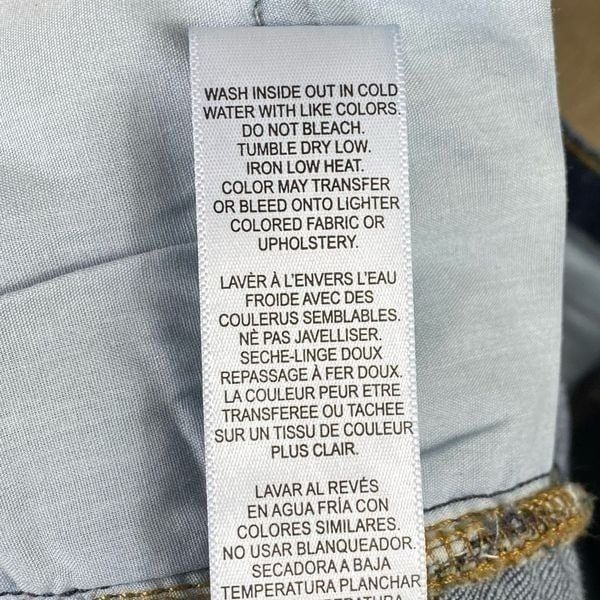 WASH INSIDE OUT IN COLD
WATER WITH LIKE COLORS.
DO NOT BLEACH.
TUMBLE DRY LOW.
IRON LOW HEAT.
COLOR MAY TRANSFER
OR BLEED ONTO LIGHTER
COLORED FABRIC OR
UPHOLSTERY.
LAVÈR À L'ENVERS L'EAU
FROIDE AVEC DES
COULERUS SEMBLABLES.
NÈ PAS JAVELLISER.
SECHE-LINGE DOUX
REPASSAGE À FER DOUX.
LA COULEUR PEUR ETRE
TRANSFEREE OU TACHEE
SUR UN TISSU DE COULEUR
PLUS CLAIR.
LAVAR AL REVÉS
EN AGUA FRÍA CON
COLORES SIMILARES.
NO USAR BLANQUEADOR.
SECADORA A BAJA
TEMPERATURA PLANCHAR